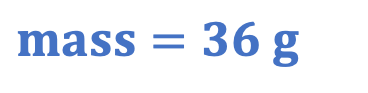 mass = 36 g